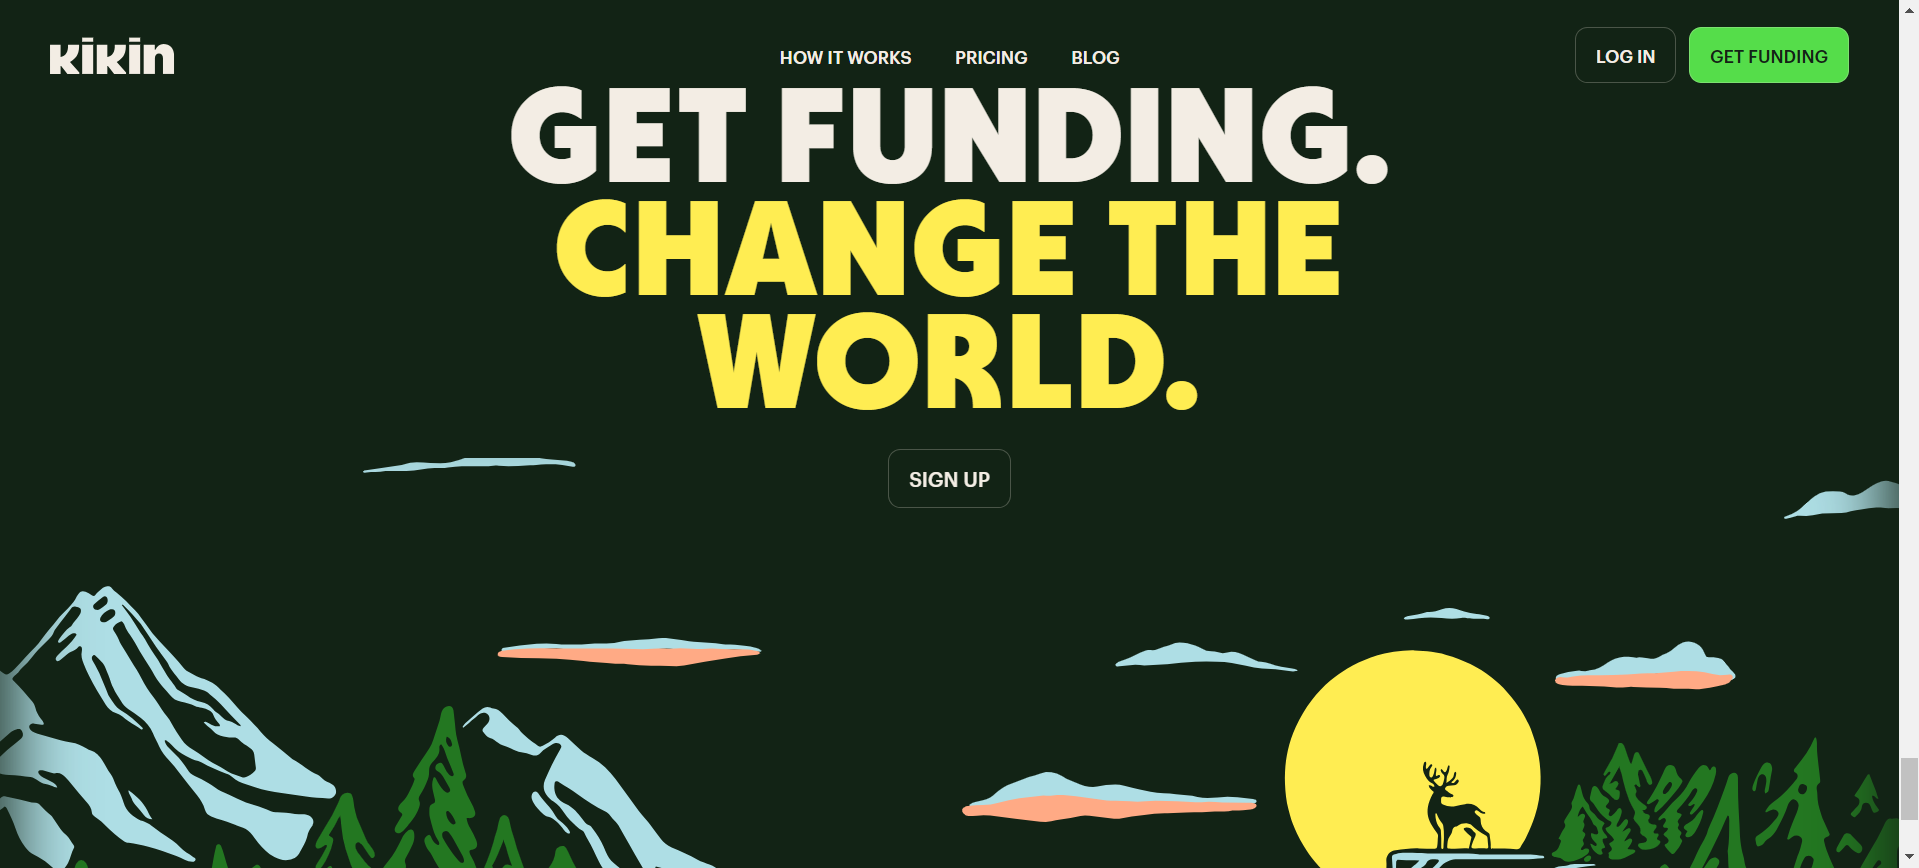 kikin
HOW IT WORKS
PRICING
BLOG
LOG IN
GET FUNDING
GET FUNDING.
CHANGE THE
WORLD.
SIGN UP